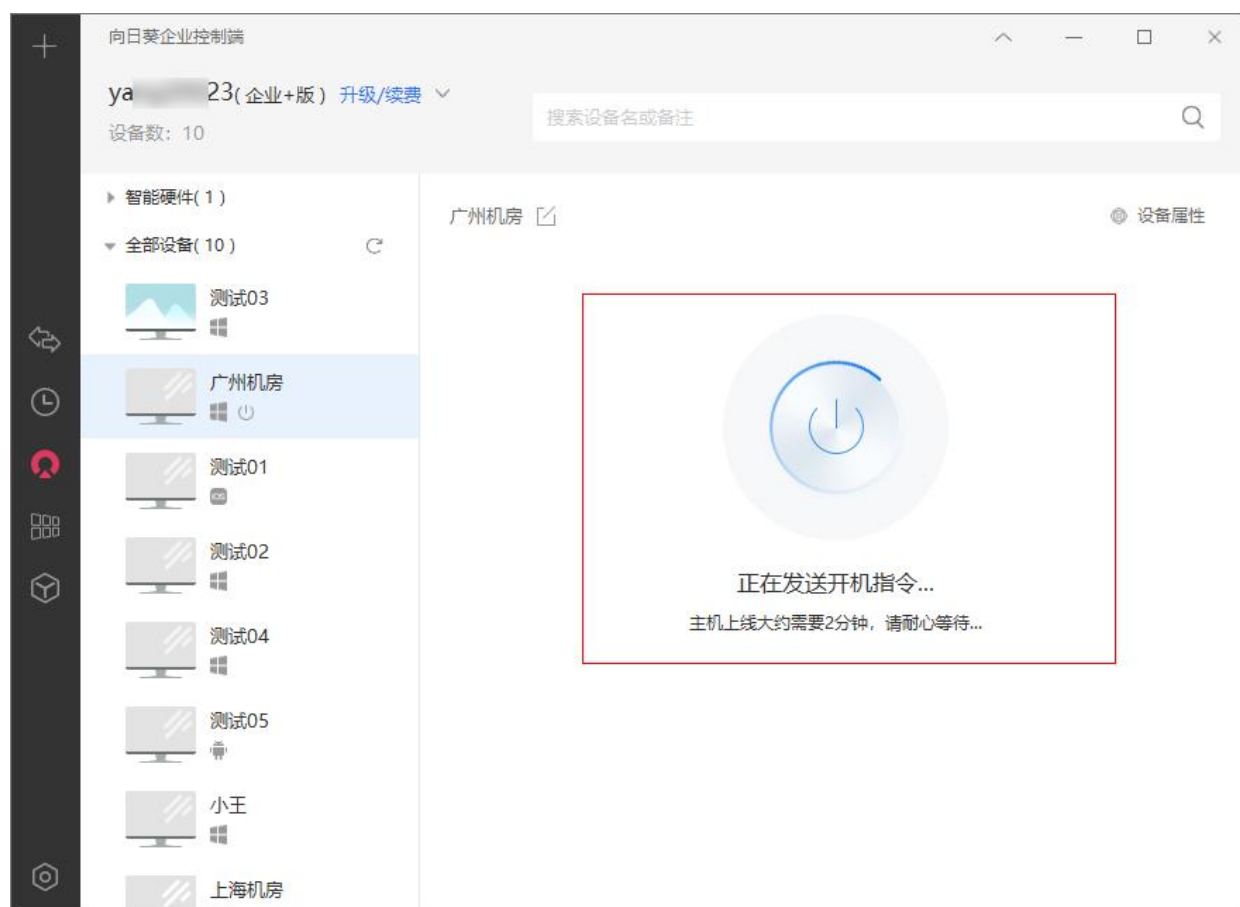 向日葵企业控制端
ya 23(企业+版) 升级/续费
设备数: 10
搜索设备名或备注
智能硬件(1)
全部设备(10)
广州机房
设备属性
测试03
广州机房
测试01
iOS
测试02
测试04
测试05
小王
上海机房
正在发送开机指令...
主机上线大约需要2分钟, 请耐心等待...